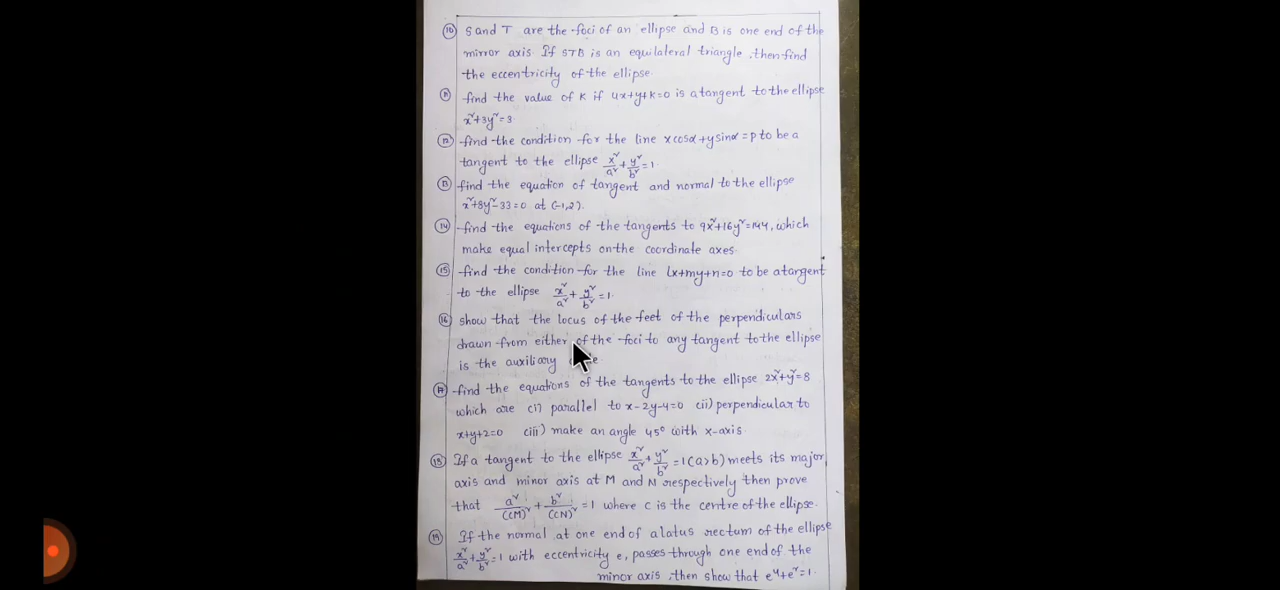 ⑩ S and T are the foci of an ellipse and B is one end of the
mirror axis. If STB is an equilateral triangle, then find
the eccentricity of the ellipse.
⑪ find the value of K if 4x+y+k=0 is a tangent to the ellipse
x²+3y²=3.
⑫ find the condition for the line x cosα+y sinα=p to be a
tangent to the ellipse x²/a²+y²/b²=1.
⑬ find the equation of tangent and normal to the ellipse
x²+8y²-33=0 at (-1,2).
⑭ find the equations of the tangents to 9x²+16y²=144, which
make equal intercepts on the coordinate axes.
⑮ find the condition for the line lx+my+n=0 to be a targent
to the ellipse x²/a²+y²/b²=1.
⑯ show that the locus of the feet of the perpendiculars
drawn from either of the foci to any tangent to the ellipse
is the auxiliary
⑰ find the equations of the tangents to the ellipse 2x²+y²=8
which are (i) parallel to x-2y-4=0 (ii) perpendicular to
x+y+2=0 (iii) make an angle 45° with x-axis.
⑱ If a tangent to the ellipse x²/a²+y²/b²=1 (a>b) meets its major
axis and minor axis at M and N respectively then prove
that a²/(CM)²+b²/(CN)²=1 where C is the centre of the ellipse.
⑲ If the normal at one end of a latus rectum of the ellipse
x²/a²+y²/b²=1 with eccentricity e, passes through one end of the
minor axis, then show that e⁴+e²=1.